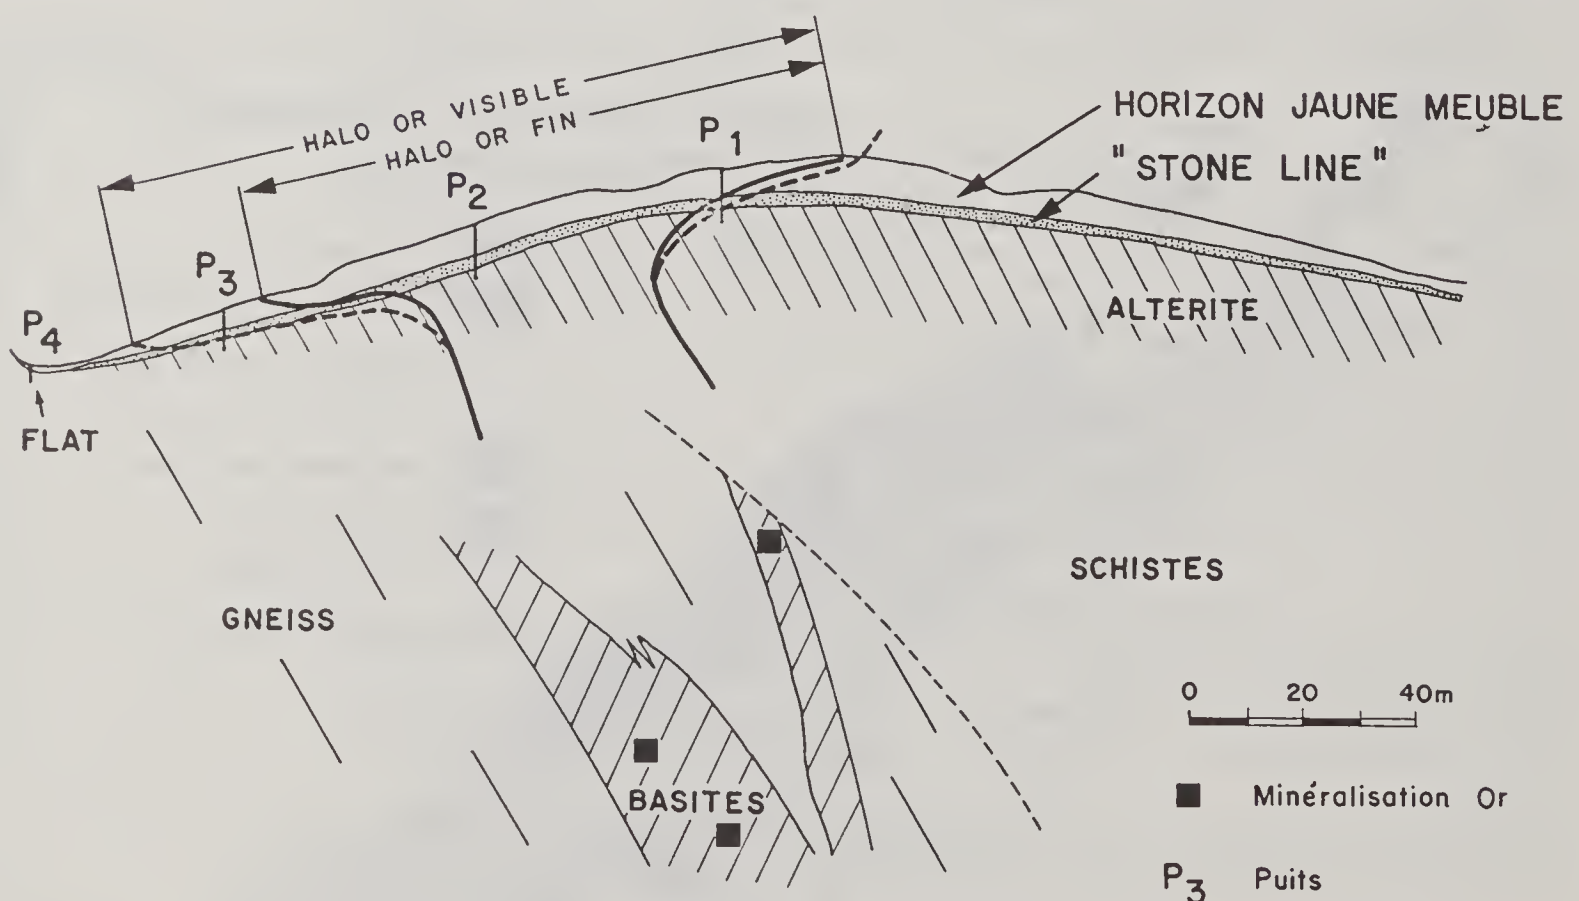 HALO OR VISIBLE
HALO OR FIN
HORIZON JAUNE MEUBLE
"STONE LINE"
P1
P2
P3
P4
FLAT
ALTERITE
GNEISS
SCHISTES
BASITES
0 20 40m
Minéralisation Or
P3 Puits